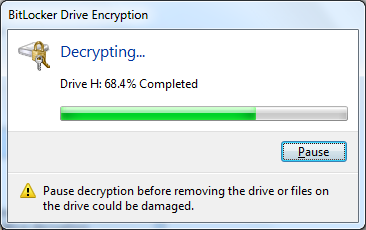 BitLocker Drive Encryption
Decrypting...
Drive H: 68.4% Completed
Pause
Pause decryption before removing the drive or files on
the drive could be damaged.